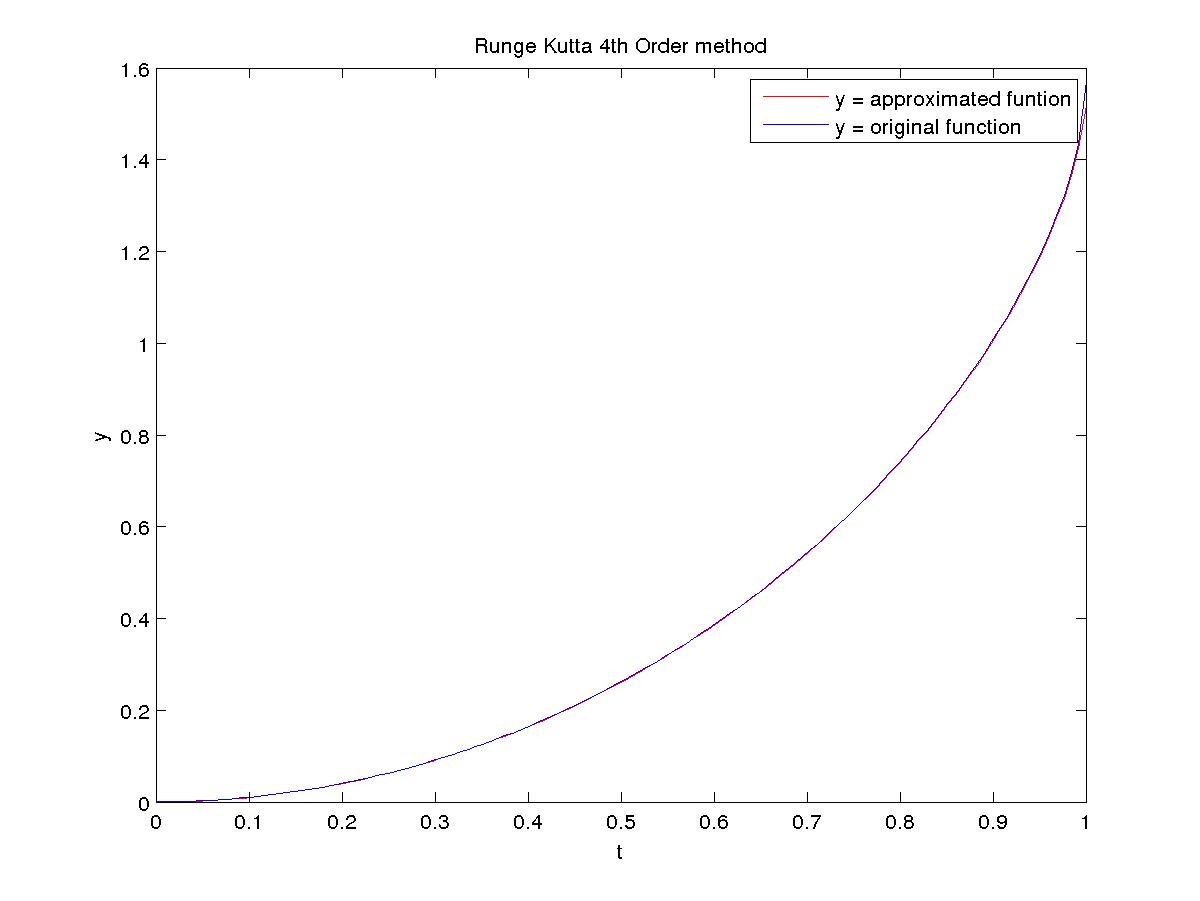 Runge Kutta 4th Order method
y = approximated funtion
y = original function
1.6
1.4
1.2
1
0.8
0.6
0.4
0.2
0
y
0 0.1 0.2 0.3 0.4 0.5 0.6 0.7 0.8 0.9 1
t